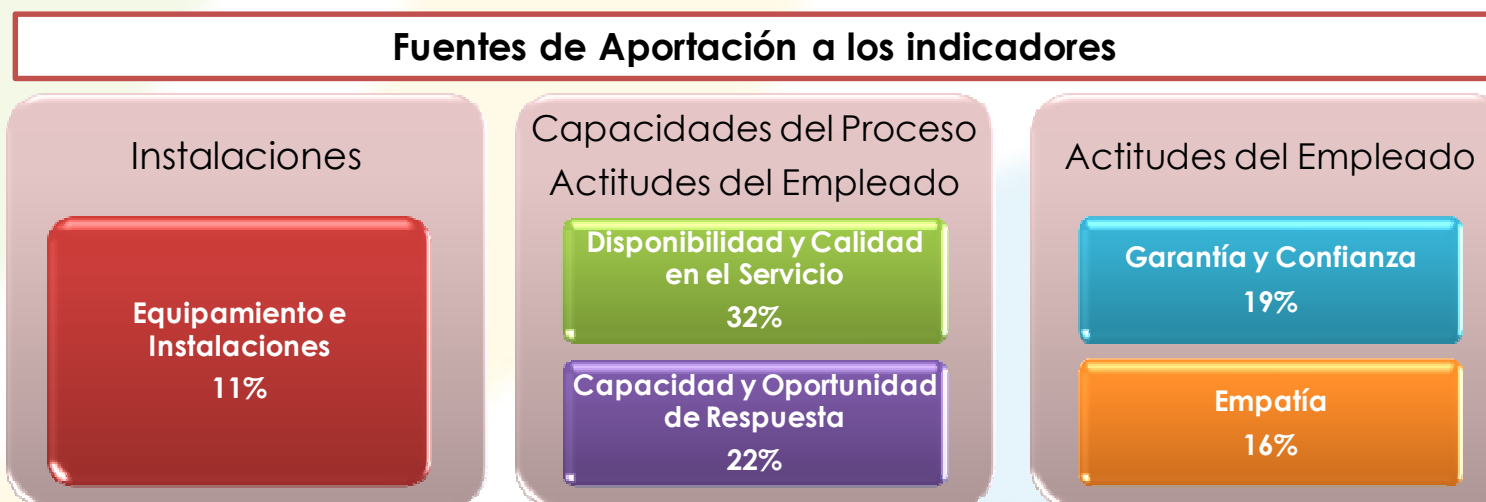 Fuentes de Aportación a los indicadores
Instalaciones
Equipamiento e
Instalaciones
11%
Capacidades del Proceso
Actitudes del Empleado
Disponibilidad y Calidad
en el Servicio
32%
Capacidad y Oportunidad
de Respuesta
22%
Actitudes del Empleado
Garantía y Confianza
19%
Empatía
16%